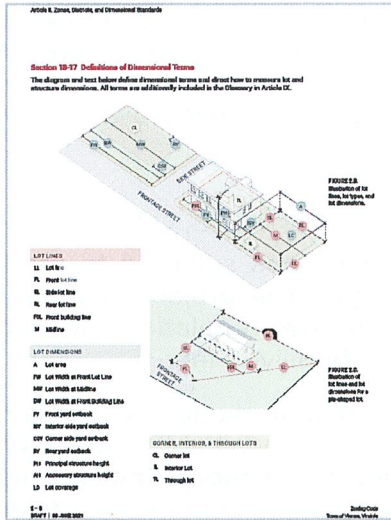 Article II. Zones, Districts, and Dimensional Standards
Section 18-17 Definitions of Dimensional Terms
The diagram and text below define dimensional terms and direct how to measure lot and
structure dimensions. All terms are additionally included in the Glossary in Article IX.
SIDE STREET
FRONTAGE STREET
FIGURE 2.B.
Illustration of lot
lines, lot types, and
lot dimensions.
LOT LINES
LL Lot line
FL Front lot line
SL Side lot line
RL Rear lot line
FBL Front building line
M Midline
LOT DIMENSIONS
A Lot area
FW Lot Width at Front Lot Line
MW Lot Width at Midline
BW Lot Width at Front Building Line
FY Front yard setback
ISY Interior side yard setback
CSY Corner side yard setback
RY Rear yard setback
PH Principal structure height
AH Accessory structure height
LC Lot coverage
FRONTAGE
STREET
FIGURE 2.C.
Illustration of
lot lines and lot
dimensions for a
pie-shaped lot.
CORNER, INTERIOR, & THROUGH LOTS
CL Corner lot
IL Interior Lot
TL Through lot
DRAFT | 30 JUNE 2021
Zoning Code
Town of Vienna, Virginia